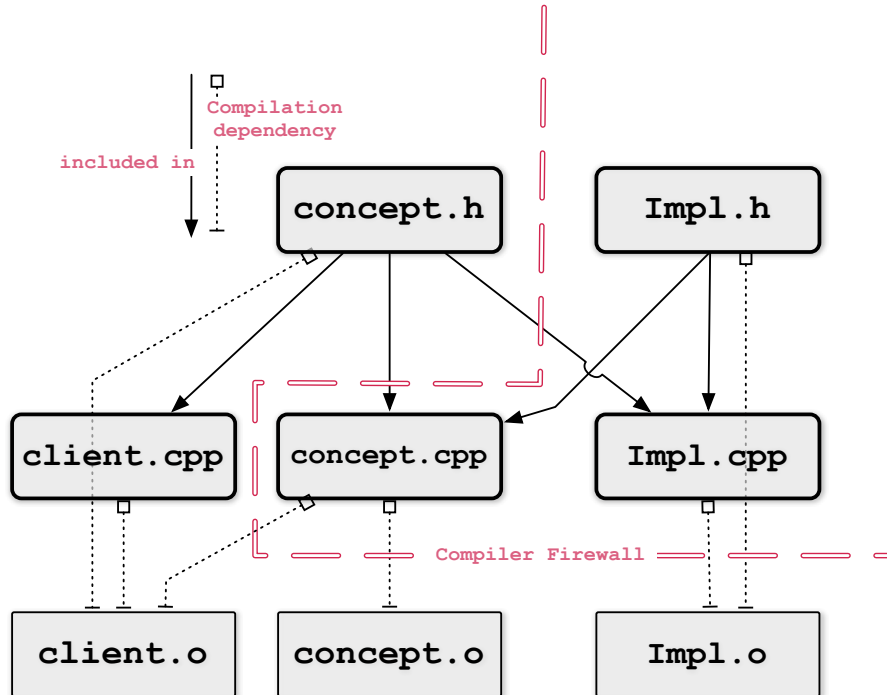 Compilation
dependency
included in
concept.h
Impl.h
client.cpp
concept.cpp
Impl.cpp
Compiler Firewall
client.o
concept.o
Impl.o